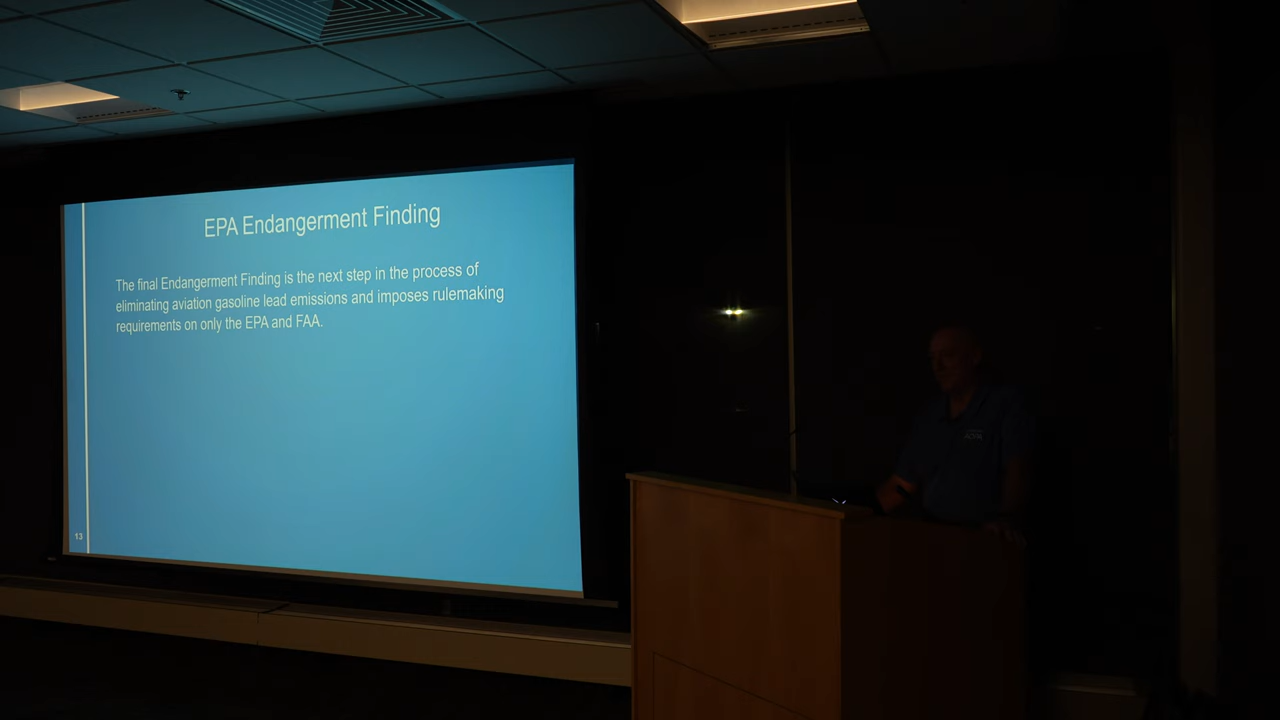 EPA Endangerment Finding
The final Endangerment Finding is the next step in the process of
eliminating aviation gasoline lead emissions and imposes rulemaking
requirements on only the EPA and FAA.
13